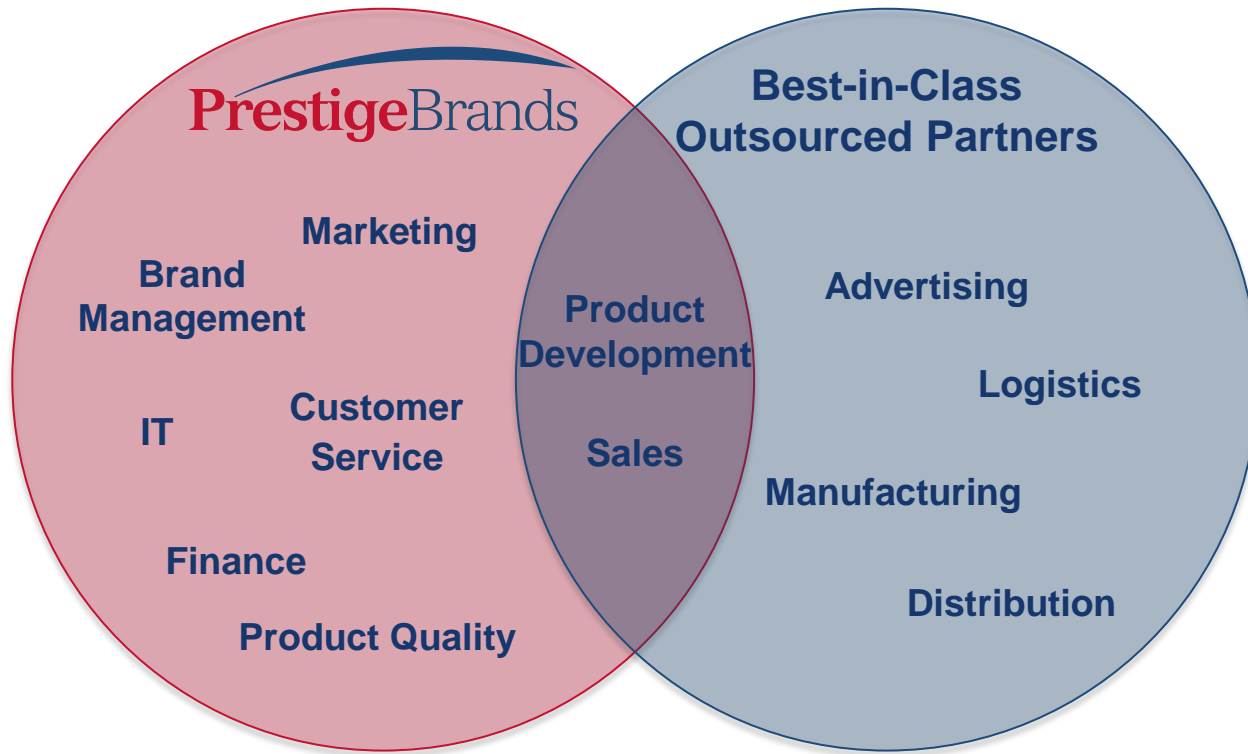 PrestigeBrands
Marketing
Brand
Management
IT
Customer
Service
Finance
Product Quality
Product
Development
Sales
Best-in-Class
Outsourced Partners
Advertising
Logistics
Manufacturing
Distribution